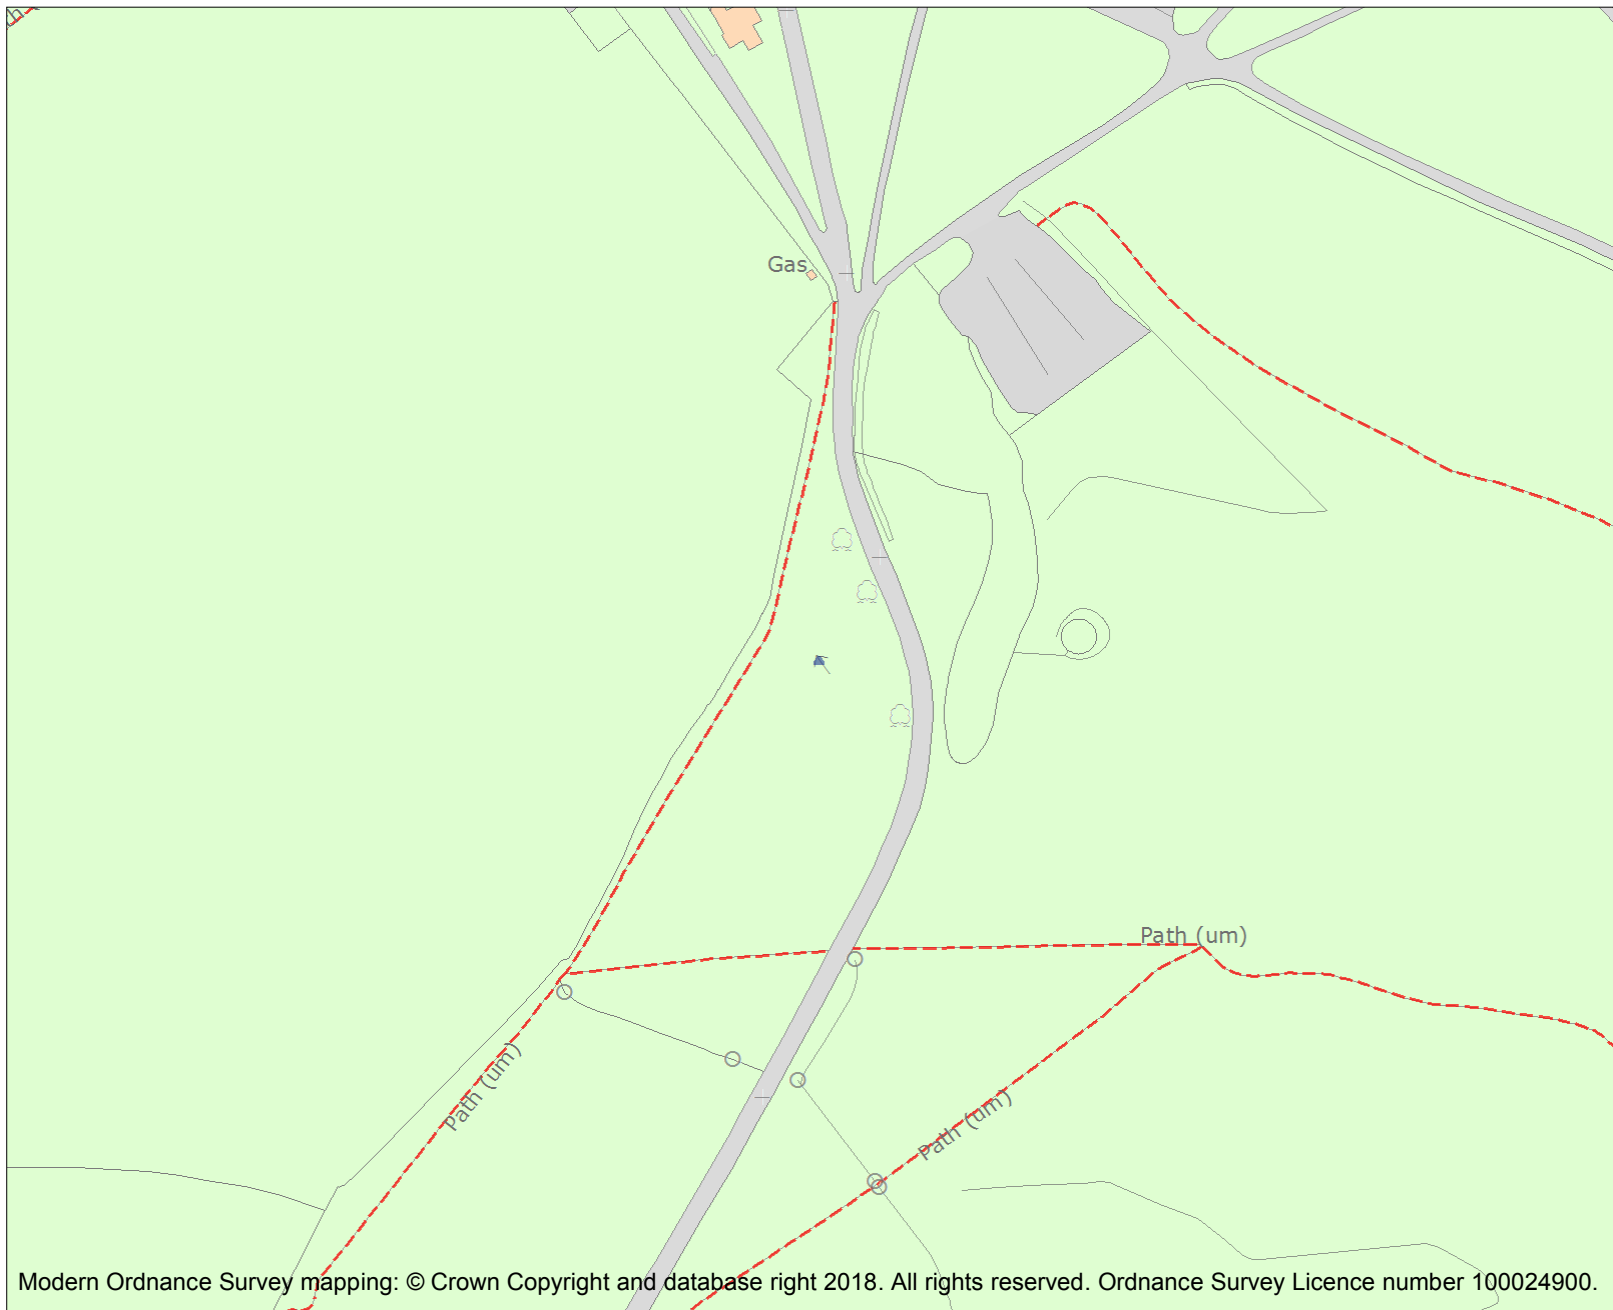 Gas
Path (um)
Path (um)
Path (um)
Modern Ordnance Survey mapping: © Crown Copyright and database right 2018. All rights reserved. Ordnance Survey Licence number 100024900.